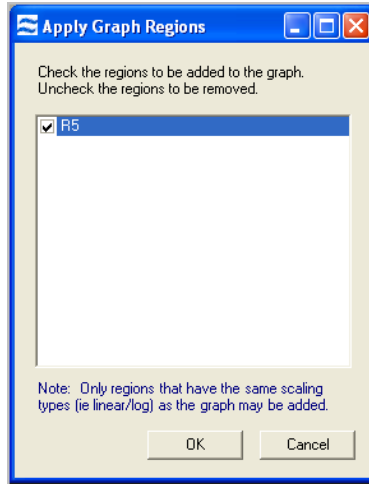 Apply Graph Regions
Check the regions to be added to the graph.
Uncheck the regions to be removed.
R5
Note: Only regions that have the same scaling
types (ie linear/log) as the graph may be added.
OK Cancel